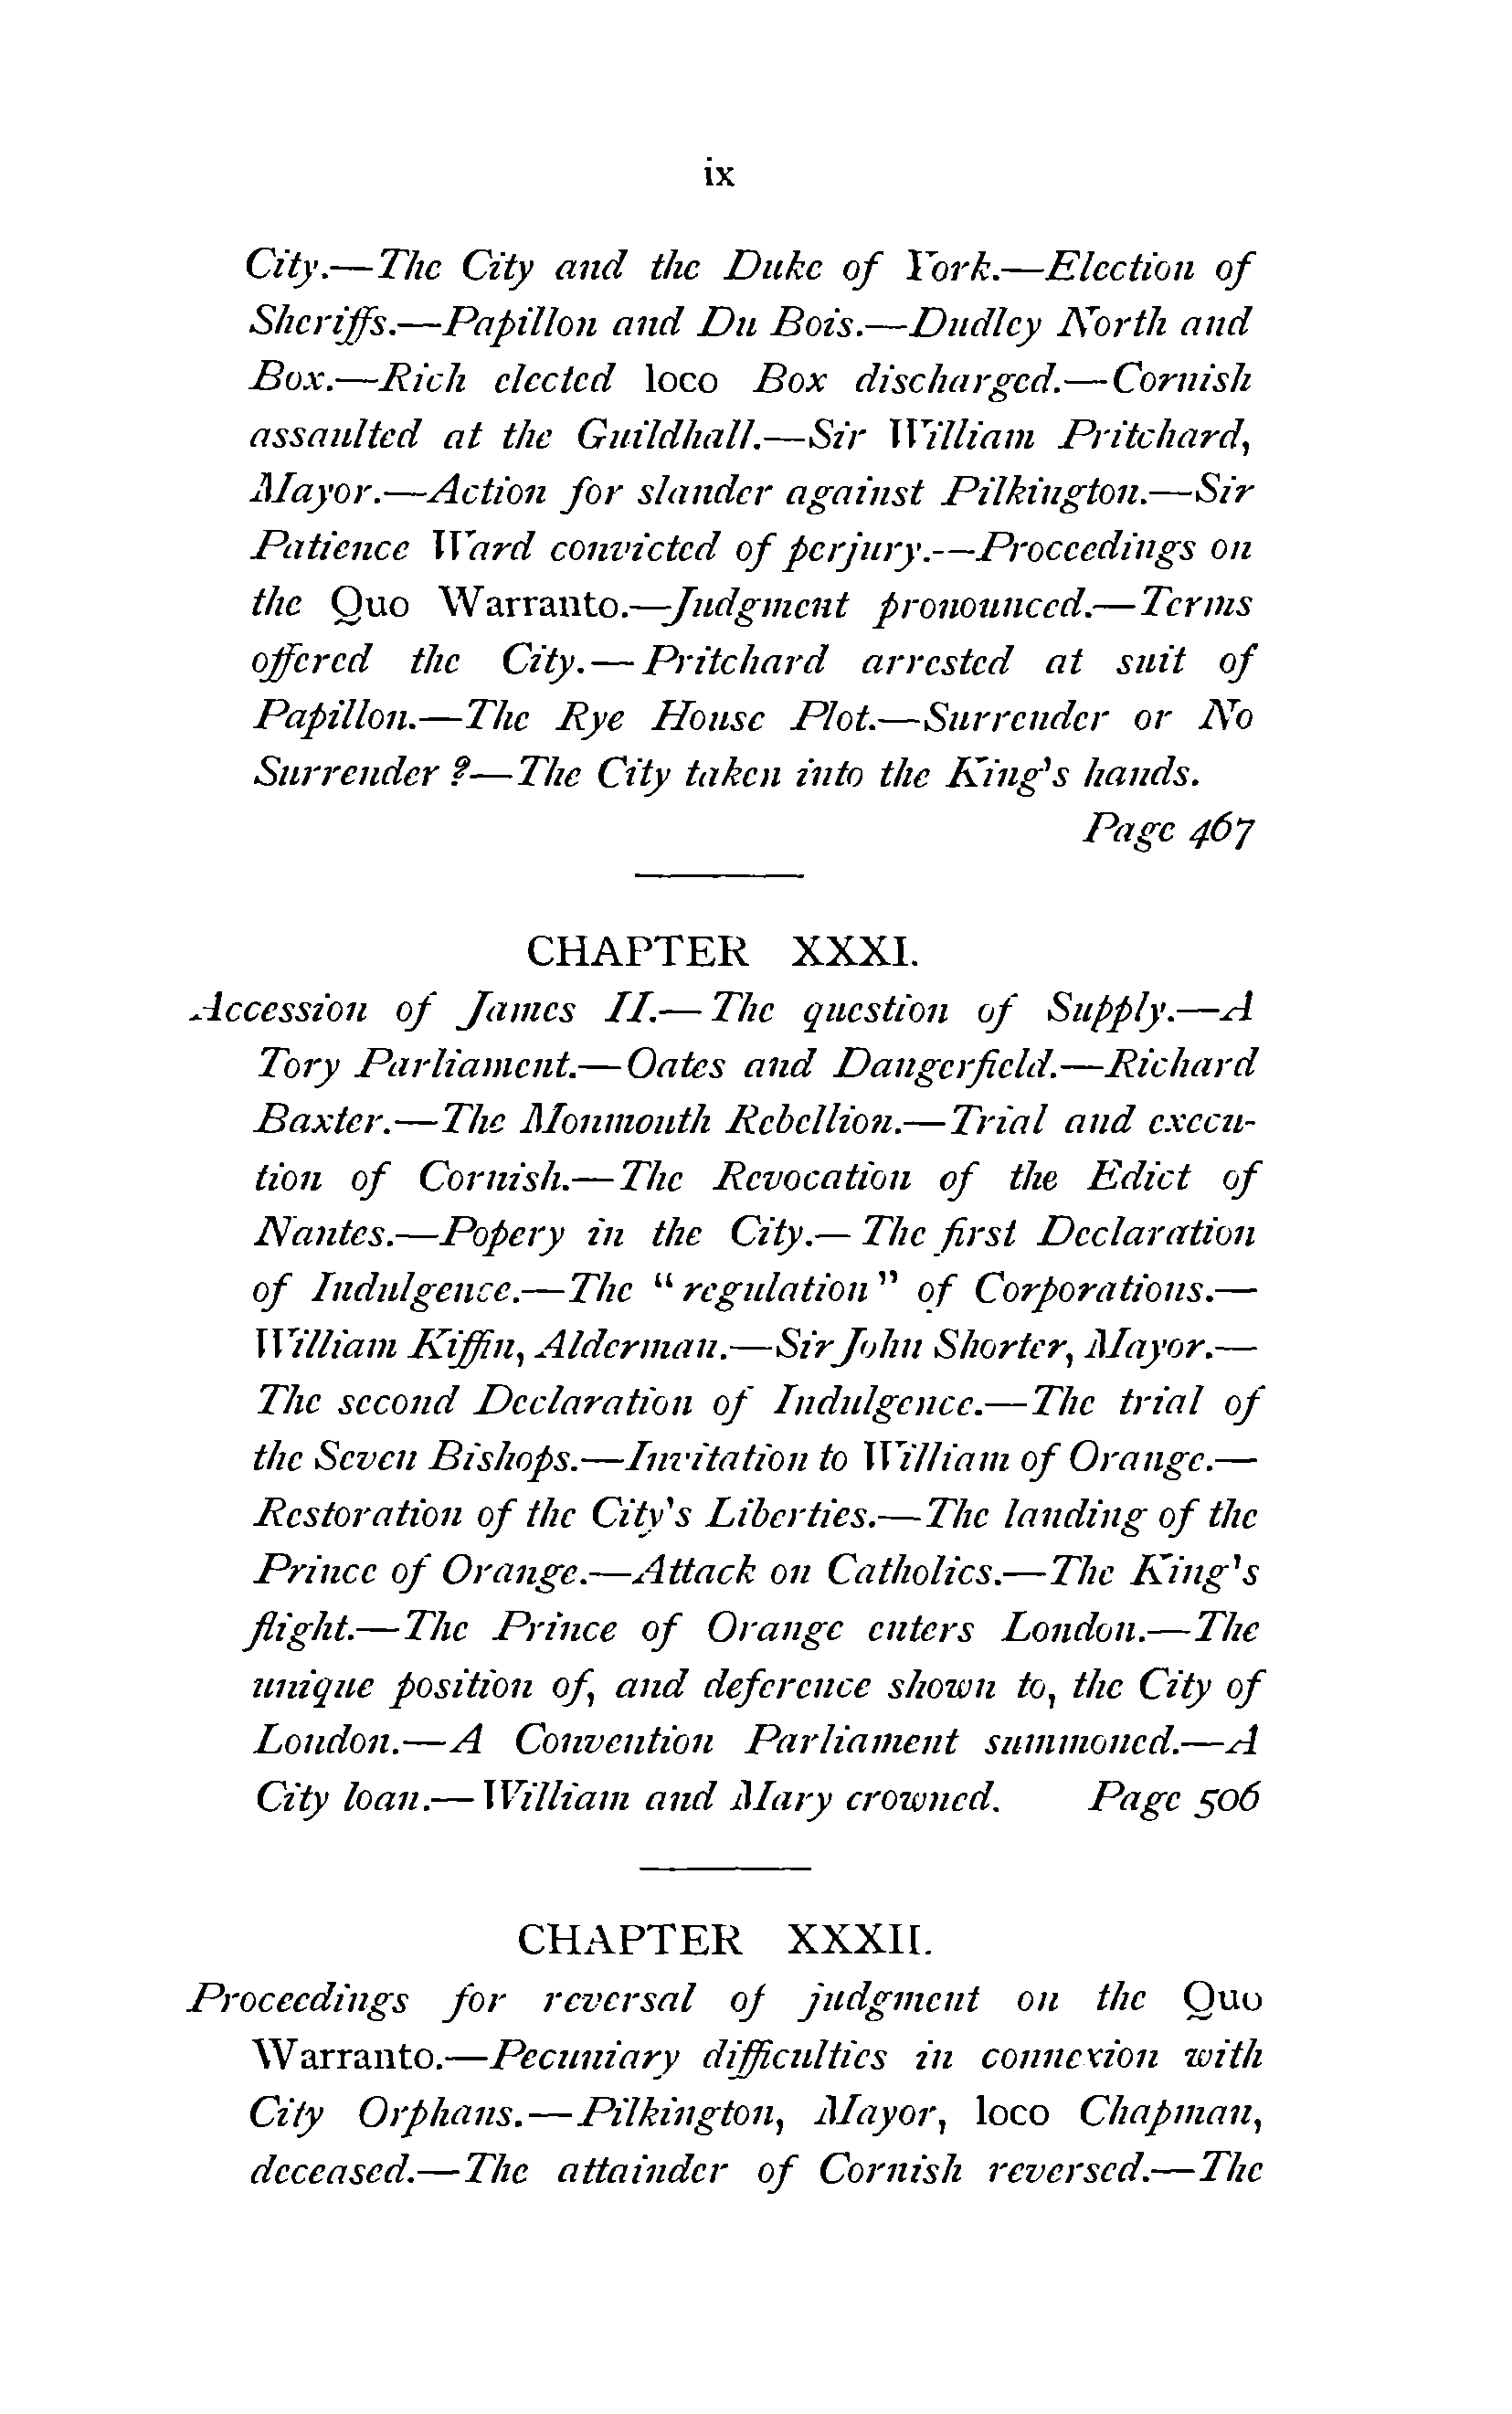 ix
City.—The City and the Duke of York.—Election of
Sheriffs.—Papillon and Du Bois.—Dudley North and
Box.—Rich elected loco Box discharged.—Cornish
assaulted at the Guildhall.—Sir William Pritchard,
Mayor.—Action for slander against Pilkington.—Sir
Patience Ward convicted of perjury.—Proceedings on
the Quo Warranto.—Judgment pronounced.—Terms
offered the City.—Pritchard arrested at suit of
Papillon.—The Rye House Plot.—Surrender or No
Surrender?—The City taken into the King's hands.
Page 467
CHAPTER XXXI.
Accession of James II.—The question of Supply.—A
Tory Parliament.—Oates and Dangerfield.—Richard
Baxter.—The Monmouth Rebellion.—Trial and execu-
tion of Cornish.—The Revocation of the Edict of
Nantes.—Popery in the City.—The first Declaration
of Indulgence.—The "regulation" of Corporations.—
William Kiffin, Alderman.—Sir John Shorter, Mayor.—
The second Declaration of Indulgence.—The trial of
the Seven Bishops.—Invitation to William of Orange.—
Restoration of the City's Liberties.—The landing of the
Prince of Orange.—Attack on Catholics.—The King's
flight.—The Prince of Orange enters London.—The
unique position of, and deference shown to, the City of
London.—A Convention Parliament summoned.—A
City loan.—William and Mary crowned. Page 506
CHAPTER XXXII.
Proceedings for reversal of judgment on the Quo
Warranto.—Pecuniary difficulties in connexion with
City Orphans.—Pilkington, Mayor, loco Chapman,
deceased.—The attainder of Cornish reversed.—The